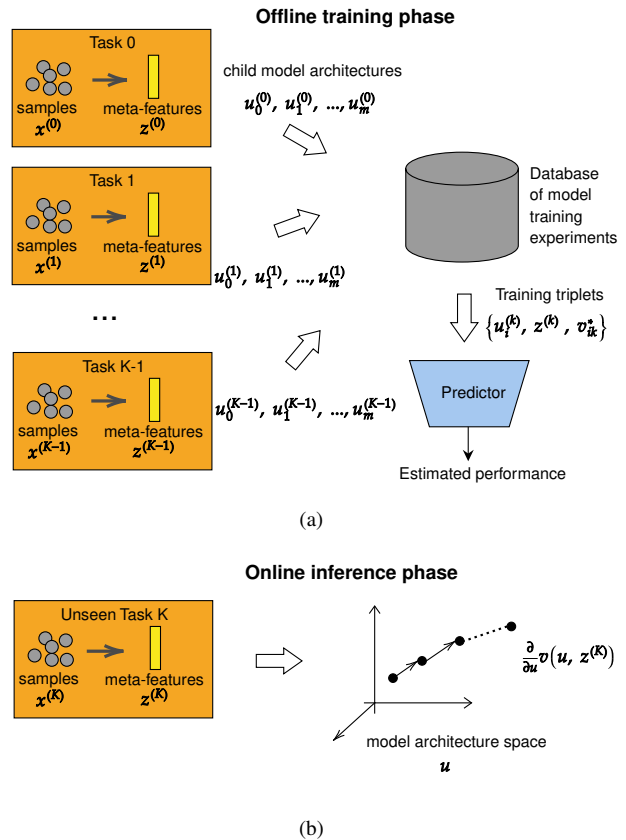 Offline training phase
Task 0
samples
x^(0)
meta-features
z^(0)
child model architectures
u_0^(0), u_1^(0), ..., u_m^(0)
Task 1
samples
x^(1)
meta-features
z^(1)
u_0^(1), u_1^(1), ..., u_m^(1)
...
Task K-1
samples
x^(K−1)
meta-features
z^(K−1)
u_0^(K−1), u_1^(K−1), ..., u_m^(K−1)
Database
of model
training
experiments
Training triplets
{u_i^(k), z^(k) , v_ik^*}
Predictor
Estimated performance
(a)
Online inference phase
Unseen Task K
samples
x^(K)
meta-features
z^(K)
∂/∂u v(u, z^(K))
model architecture space
u
(b)